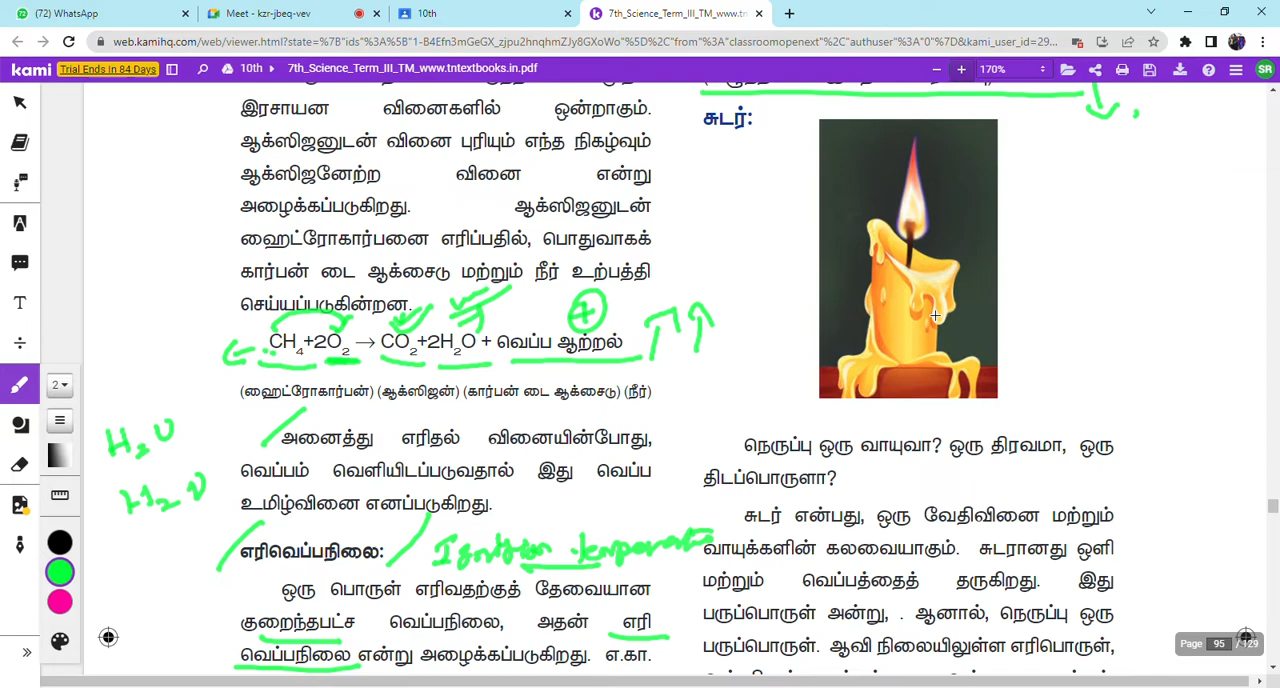 (72) WhatsApp
Meet - kzr-jbeq-vev
10th
7th_Science_Term_III_TM_www.tn
web.kamihq.com/web/viewer.html?state=%7B"ids"%3A%5B"1-B4Efn3mGeGX_zjpu2hnqhmZJy8GXoWo"%5D%2C"from"%3A"classroomopenext"%2C"authuser"%3A"0"%7D&kami_user_id=29...
kami
Trial Ends In 84 Days
10th
7th_Science_Term_III_TM_www.tntextbooks.in.pdf
170%
SR
இரசாயன வினைகளில் ஒன்றாகும்.
ஆக்ஸிஜனுடன் வினை புரியும் எந்த நிகழ்வும்
ஆக்ஸிஜனேற்ற வினை என்று
அழைக்கப்படுகிறது. ஆக்ஸிஜனுடன்
ஹைட்ரோகார்பனை எரிப்பதில், பொதுவாகக்
கார்பன் டை ஆக்சைடு மற்றும் நீர் உற்பத்தி
செய்யப்படுகின்றன.
CH4+2O2 → CO2+2H2O + வெப்ப ஆற்றல்
(ஹைட்ரோகார்பன்) (ஆக்ஸிஜன்) (கார்பன் டை ஆக்சைடு) (நீர்)
அனைத்து எரிதல் வினையின்போது,
வெப்பம் வெளியிடப்படுவதால் இது வெப்ப
உமிழ்வினை எனப்படுகிறது.
எரிவெப்பநிலை:
ஒரு பொருள் எரிவதற்குத் தேவையான
குறைந்தபட்ச வெப்பநிலை, அதன் எரி
வெப்பநிலை என்று அழைக்கப்படுகிறது. எ.கா.
சுடர்:
நெருப்பு ஒரு வாயுவா? ஒரு திரவமா, ஒரு
திடப்பொருளா?
சுடர் என்பது, ஒரு வேதிவினை மற்றும்
வாயுக்களின் கலவையாகும். சுடரானது ஒளி
மற்றும் வெப்பத்தைத் தருகிறது. இது
பருப்பொருள் அன்று, . ஆனால், நெருப்பு ஒரு
பருப்பொருள். ஆவி நிலையிலுள்ள எரிபொருள்,
Page 95 / 129
T
2